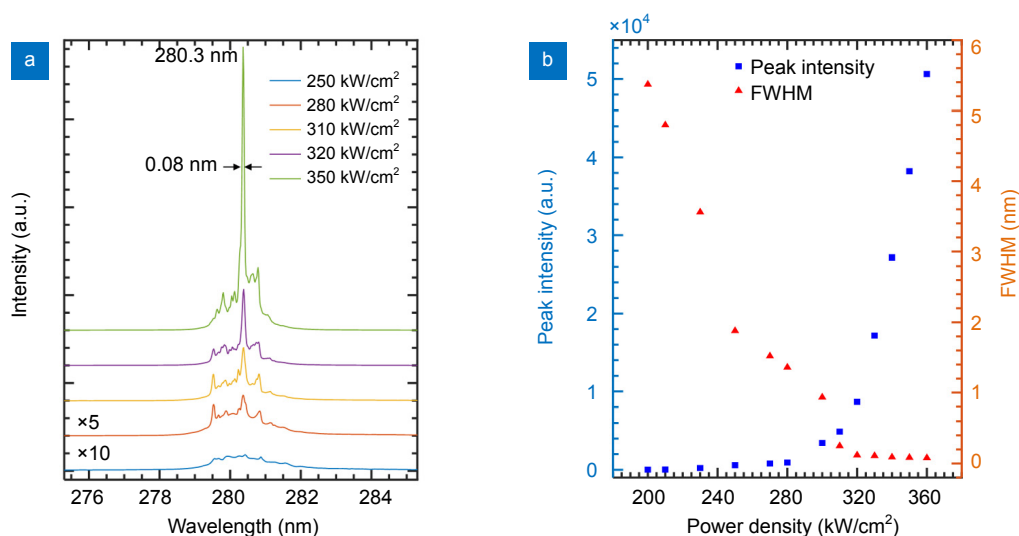 a
280.3 nm
250 kW/cm²
280 kW/cm²
310 kW/cm²
320 kW/cm²
350 kW/cm²
0.08 nm
×5
×10
Intensity (a.u.)
276 278 280 282 284
Wavelength (nm)
b
×10⁴
Peak intensity
FWHM
5
4
3
2
1
0
Peak intensity (a.u.)
6
5
4
3
2
1
0
FWHM (nm)
200 240 280 320 360
Power density (kW/cm²)